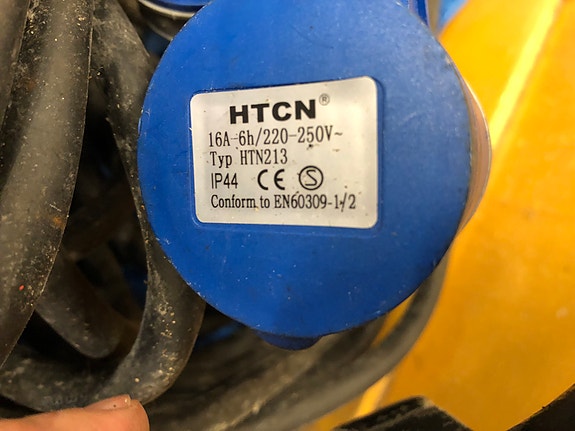 HTCN®
16A-6h/220-250V~
Typ HTN213
IP44 CE S
Conform to EN60309-1/2